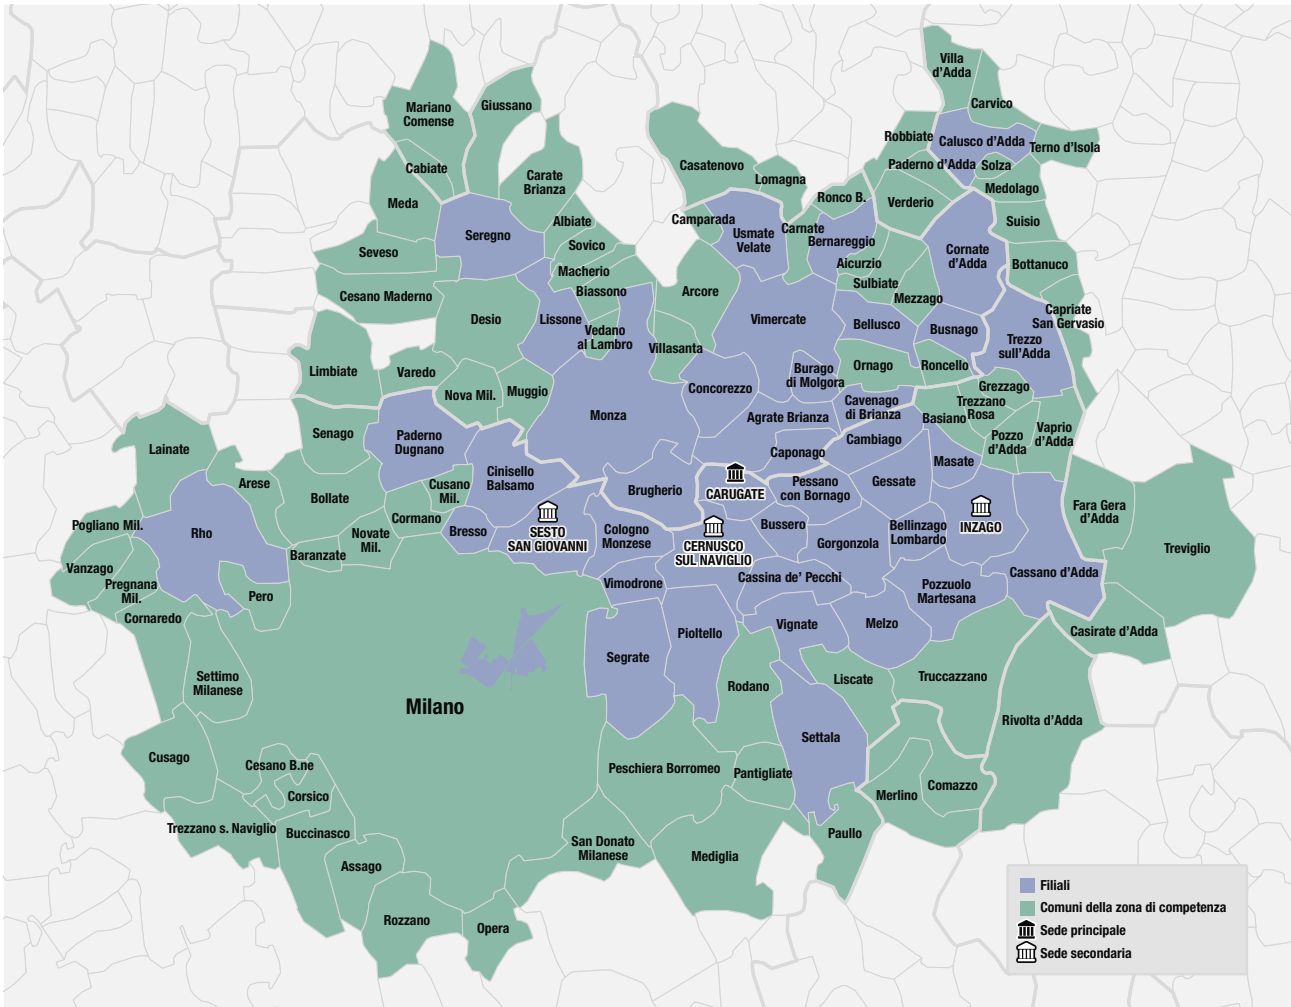 Villa
d'Adda
Carvico
Mariano
Comense
Giussano
Robbiate
Calusco d'Adda
Terno d'Isola
Casatenovo
Lomagna
Paderno d'Adda
Solza
Medolago
Cabiate
Carate
Brianza
Meda
Ronco B.
Verderio
Suisio
Albiate
Camparada
Usmate
Velate
Carnate
Bernareggio
Seregno
Sovico
Seveso
Cornate
d'Adda
Bottanuco
Macherio
Aicurzio
Sulbiate
Cesano Maderno
Biassono
Arcore
Mezzago
Capriate
San Gervasio
Desio
Lissone
Vedano
al Lambro
Vimercate
Bellusco
Busnago
Trezzo
sull'Adda
Villasanta
Limbiate
Varedo
Burago
di Molgora
Ornago
Roncello
Nova Mil.
Muggio
Concorezzo
Grezzago
Cavenago
di Brianza
Trezzano
Rosa
Basiano
Monza
Agrate Brianza
Senago
Paderno
Dugnano
Cambiago
Pozzo
d'Adda
Vaprio
d'Adda
Lainate
Caponago
Masate
Cinisello
Balsamo
Arese
Bollate
Cusano
Mil.
Brugherio
CARUGATE
Pessano
con Bornago
Gessate
Fara Gera
d'Adda
Pogliano Mil.
Rho
Cormano
Bresso
SESTO
SAN GIOVANNI
Cologno
Monzese
CERNUSCO
SUL NAVIGLIO
Bussero
Gorgonzola
Bellinzago
Lombardo
INZAGO
Treviglio
Novate
Mil.
Baranzate
Vanzago
Pregnana
Mil.
Pero
Vimodrone
Cassina de' Pecchi
Pozzuolo
Martesana
Cassano d'Adda
Cornaredo
Pioltello
Vignate
Melzo
Casirate d'Adda
Segrate
Settimo
Milanese
Rodano
Liscate
Truccazzano
Milano
Rivolta d'Adda
Settala
Cusago
Cesano B.ne
Peschiera Borromeo
Pantigliate
Corsico
Merlino
Comazzo
Trezzano s. Naviglio
Buccinasco
Paullo
San Donato
Milanese
Mediglia
Assago
Rozzano
Opera
Filiali
Comuni della zona di competenza
Sede principale
Sede secondaria